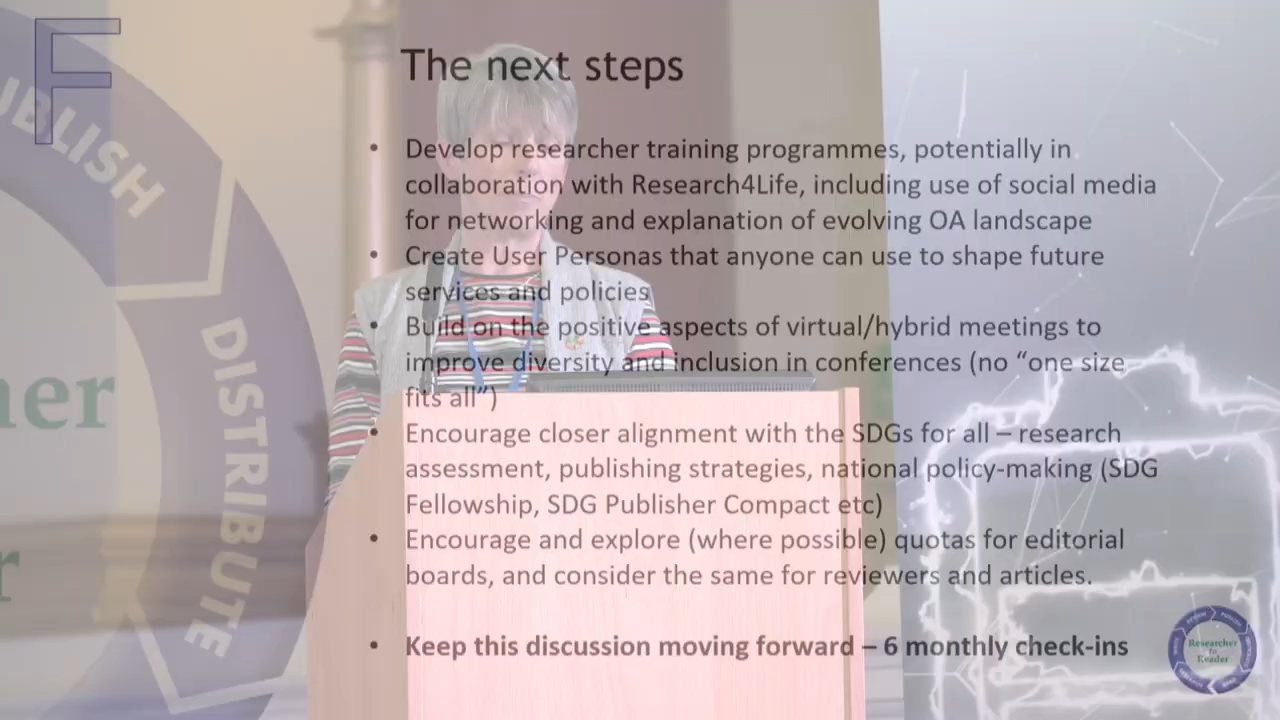 F
The next steps
UBLISH
DISTRIBUTE
her
r
• Develop researcher training programmes, potentially in
collaboration with Research4Life, including use of social media
for networking and explanation of evolving OA landscape
• Create User Personas that anyone can use to shape future
services and policies
• Build on the positive aspects of virtual/hybrid meetings to
improve diversity and inclusion in conferences (no “one size
fits all”)
• Encourage closer alignment with the SDGs for all – research
assessment, publishing strategies, national policy-making (SDG
Fellowship, SDG Publisher Compact etc)
• Encourage and explore (where possible) quotas for editorial
boards, and consider the same for reviewers and articles.
• Keep this discussion moving forward – 6 monthly check-ins
Researcher
to
Reader